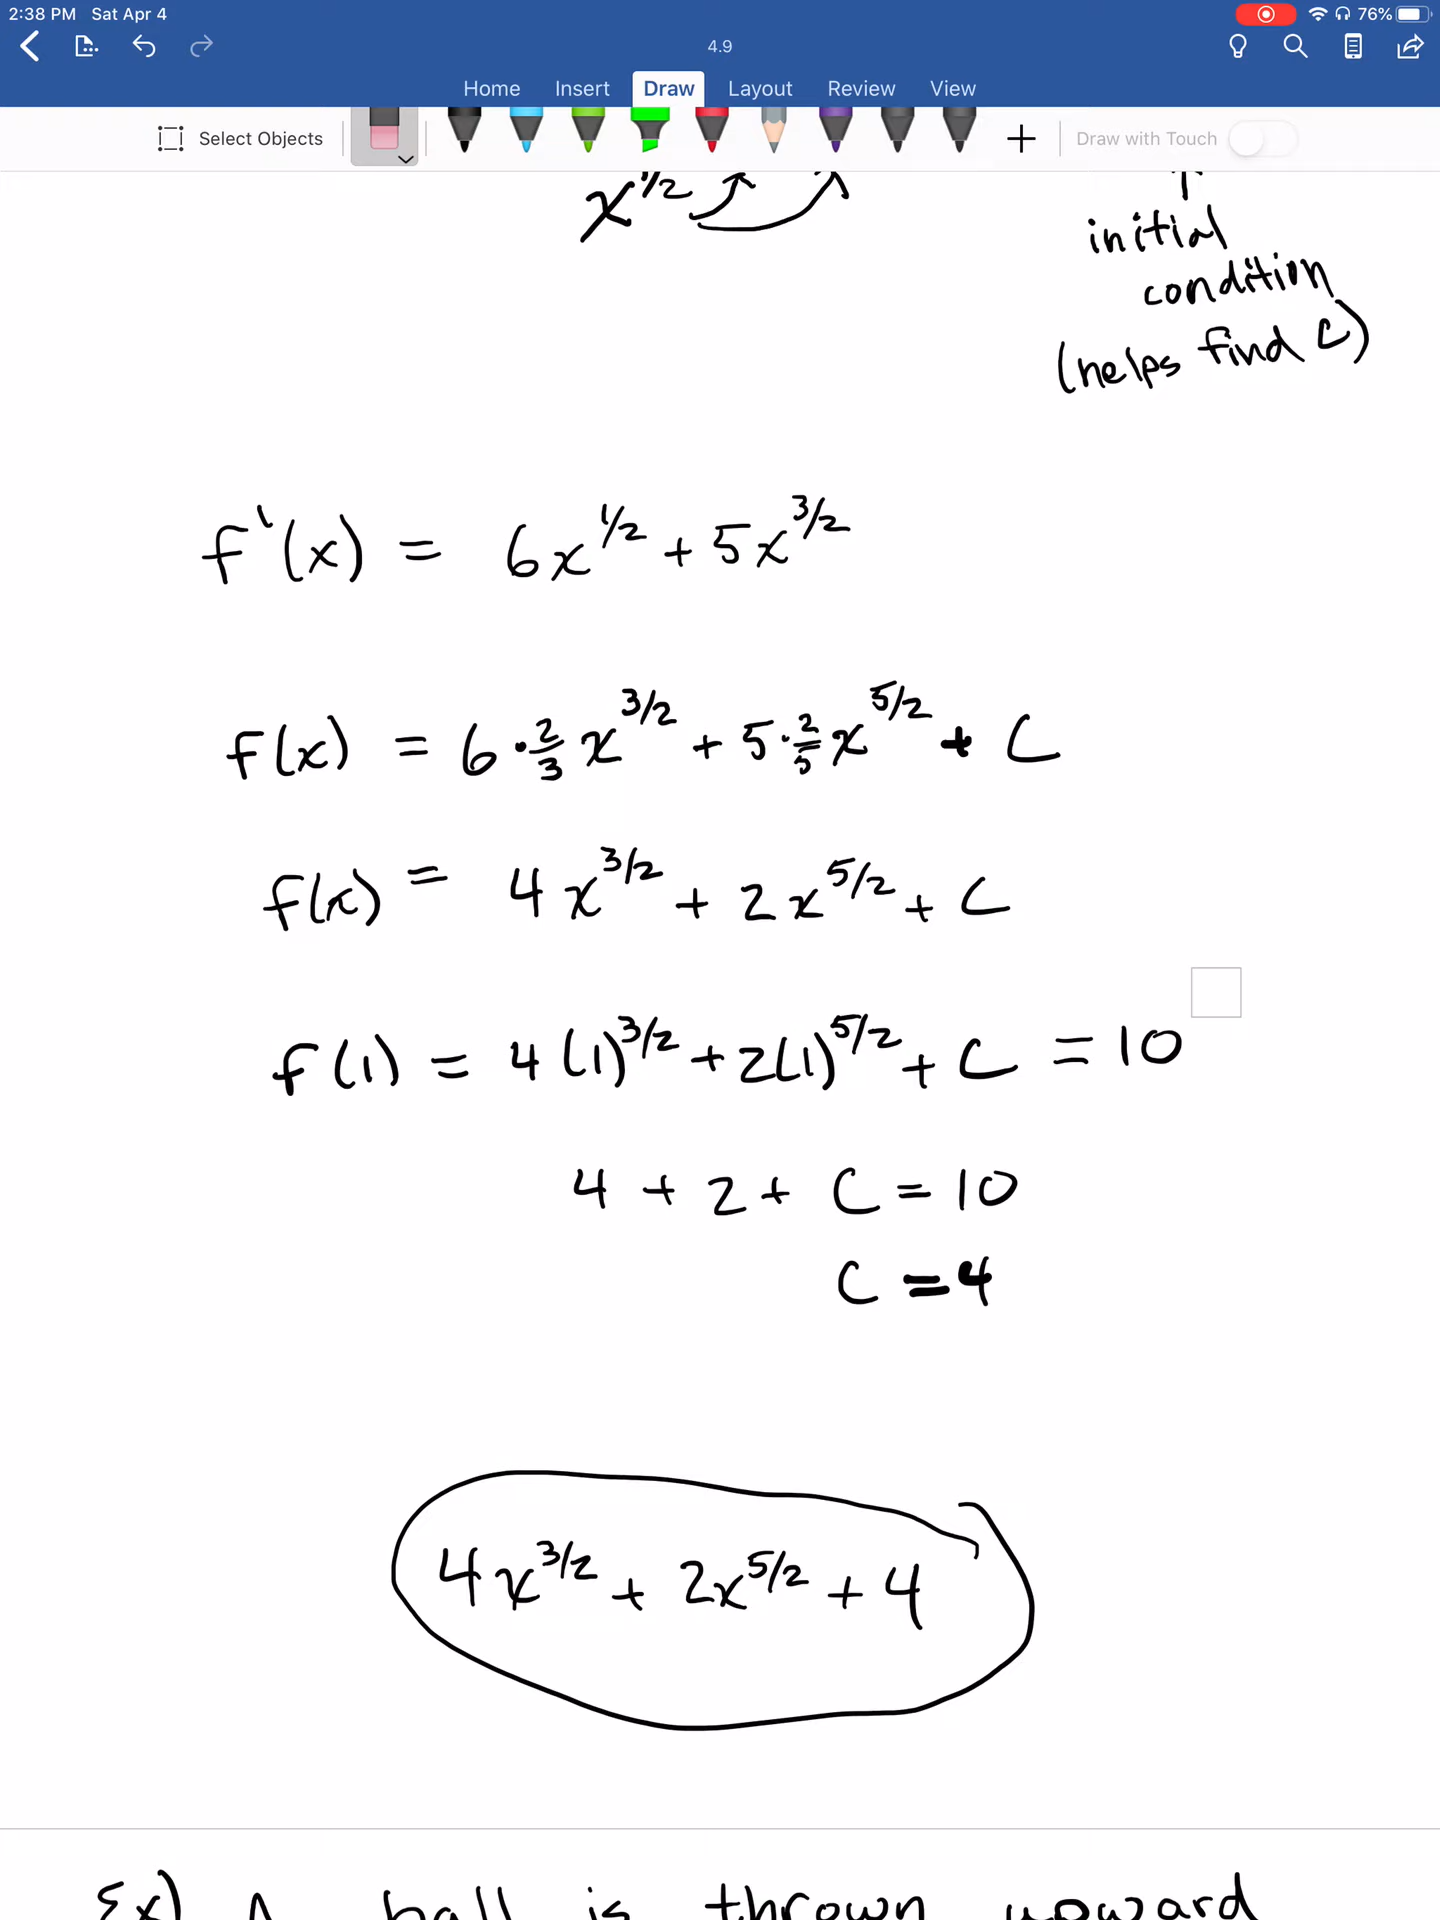 2:38 PM Sat Apr 4
76%
4.9
Home Insert Draw Layout Review View
Select Objects
Draw with Touch
x^1/2
initial
condition
(helps find C)
f'(x) = 6x^1/2 + 5x^3/2
f(x) = 6·2/3 x^3/2 + 5·2/5 x^5/2 + C
f(x) = 4x^3/2 + 2x^5/2 + C
f(1) = 4(1)^3/2 + 2(1)^5/2 + C = 10
4 + 2 + C = 10
C = 4
4x^3/2 + 2x^5/2 + 4
Ex) A ball is thrown upward